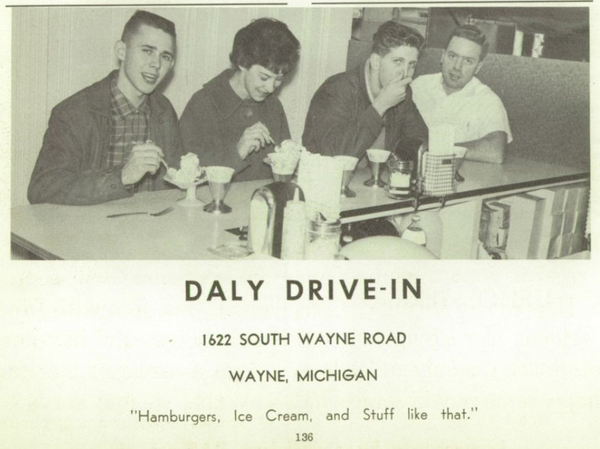 DALY DRIVE-IN
1622 SOUTH WAYNE ROAD
WAYNE, MICHIGAN
"Hamburgers, Ice Cream, and Stuff like that."
136